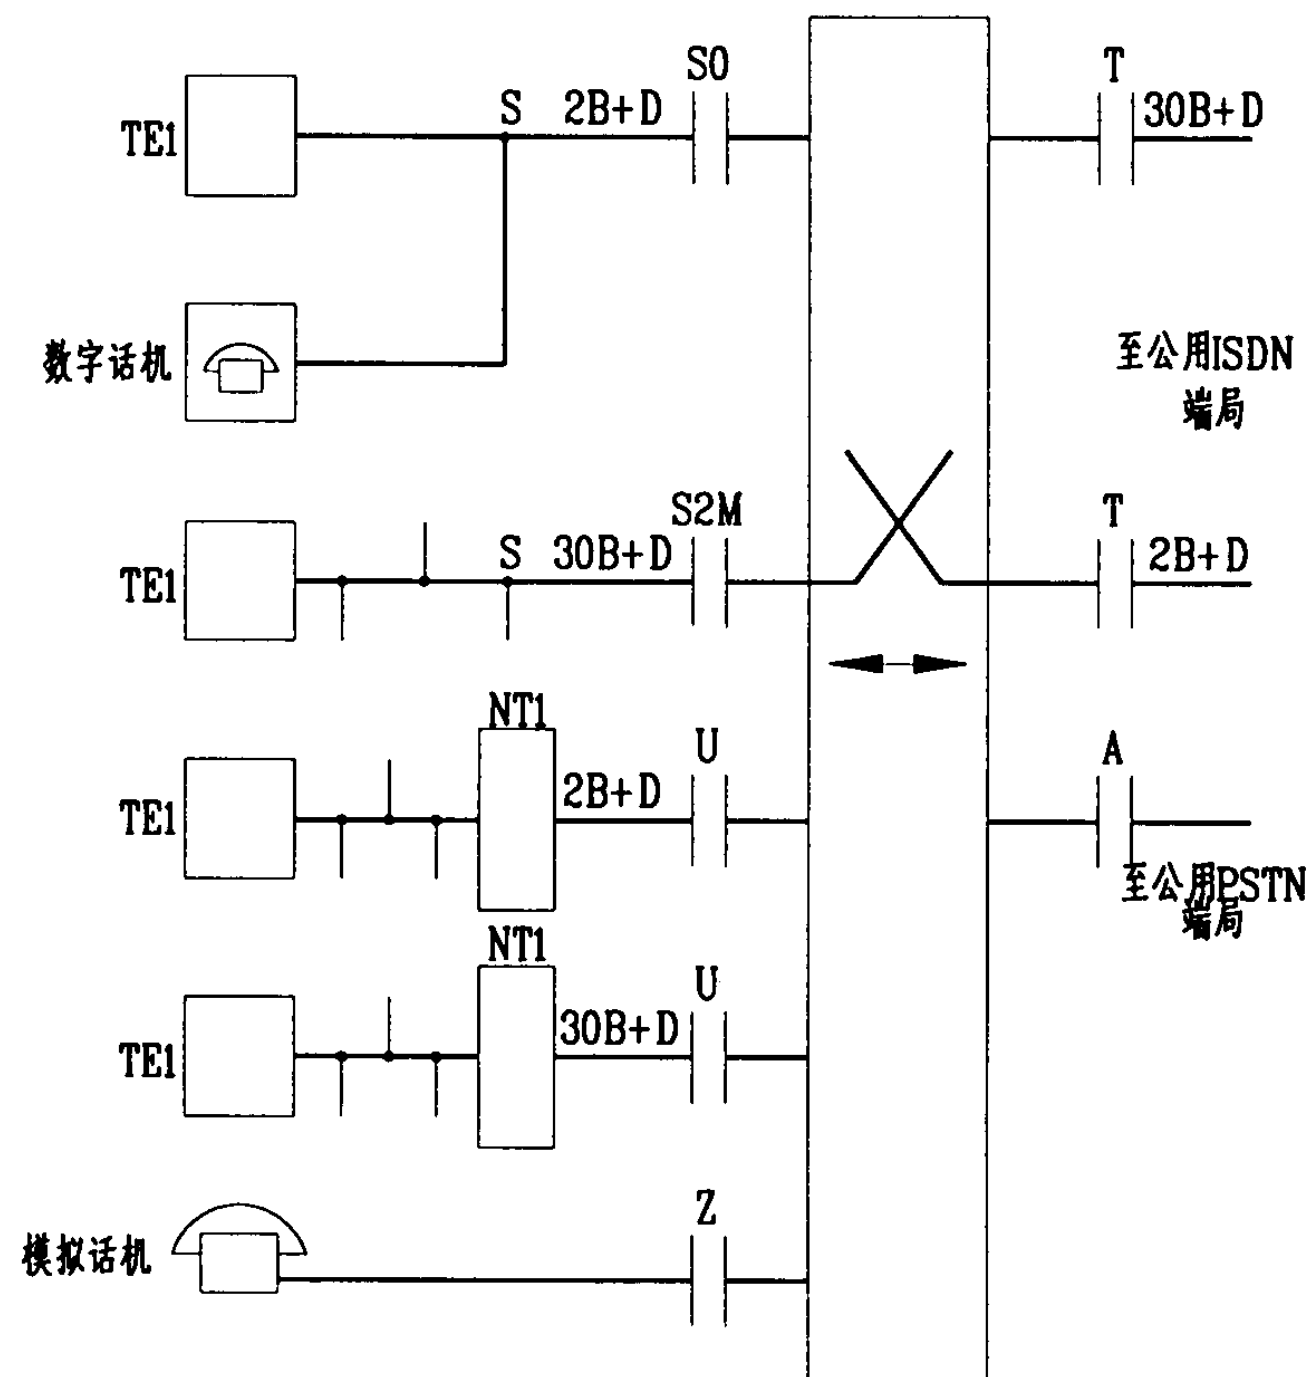 S0
T
S 2B+D
30B+D
TE1
数字话机
至公用ISDN
端局
S2M
T
S 30B+D
2B+D
TE1
NT1
U
A
2B+D
TE1
至公用PSTN
端局
NT1
U
30B+D
TE1
Z
模拟话机